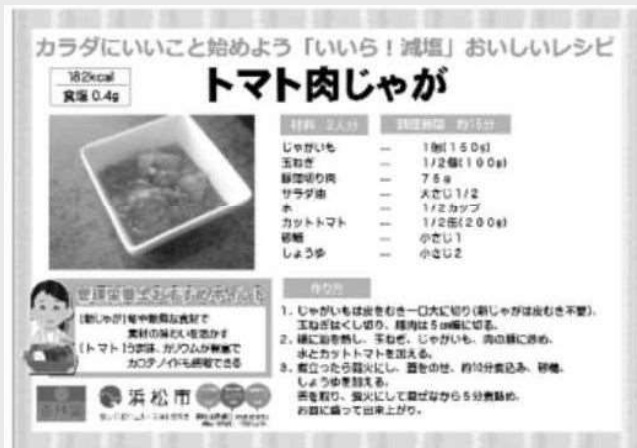 カラダにいいこと始めよう「いいら!減塩」おいしいレシピ
182kcal
食塩 0.4g
トマト肉じゃが
材料 2人分
調理時間 約15分
じゃがいも … 1個(150g)
玉ねぎ … 1/2個(100g)
豚薄切り肉 … 75g
サラダ油 … 大さじ1/2
水 … 1/2カップ
カットトマト … 1/2缶(200g)
砂糖 … 小さじ1
しょうゆ … 小さじ2
管理栄養士おすすめポイント
(新じゃが)旬や新鮮な食材で
素材の味わいを活かす
(トマト)うま味、カリウムが豊富で
カロテノイドも摂取できる
浜松市
作り方
1.じゃがいもは皮をむき一口大に切り(新じゃがは皮むき不要)、
玉ねぎはくし切り、豚肉は5cm幅に切る。
2.鍋に油を熱し、玉ねぎ、じゃがいも、肉の順に炒め、
水とカットトマトを加える。
3.煮立ったら弱火にし、蓋をのせ、約10分煮込み、砂糖、
しょうゆを加える。
蓋を取り、強火にして混ぜながら5分煮詰め、
お皿に盛って出来上がり。